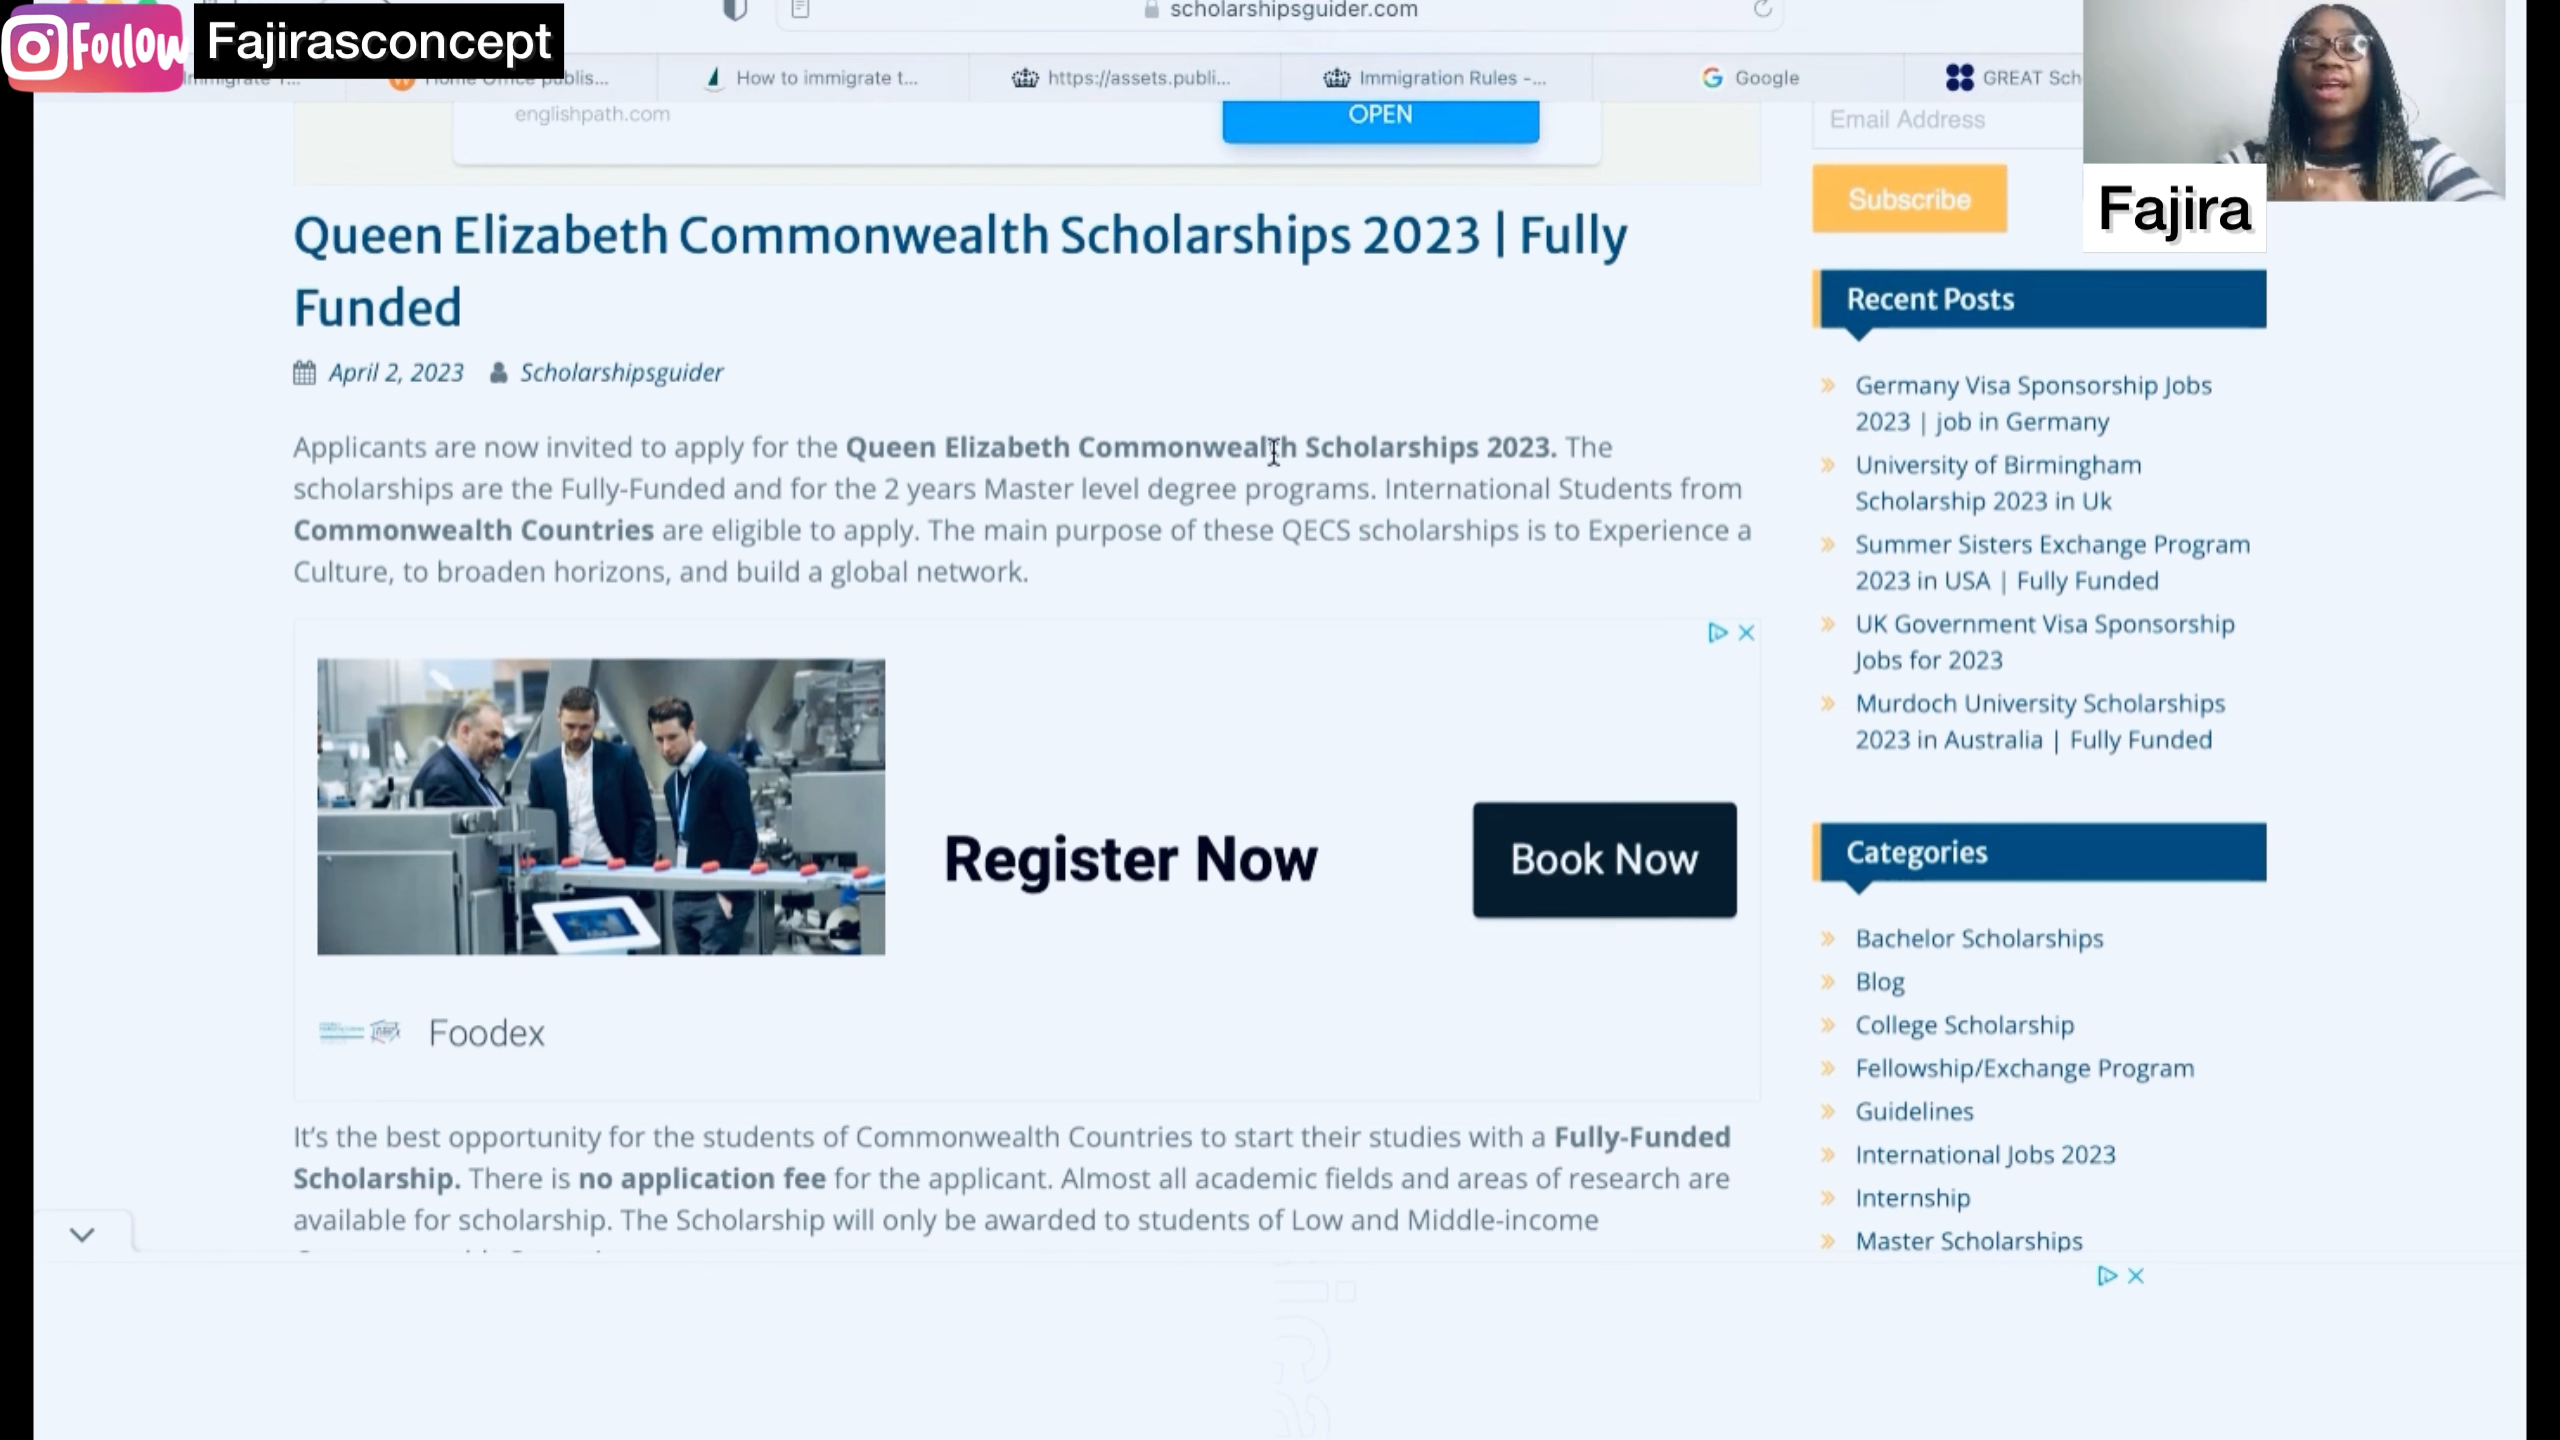 Follow
Fajirasconcept
scholarshipsguider.com
How to immigrate t...
https://assets.publi...
Immigration Rules -...
Google
GREAT Sch
englishpath.com
OPEN
Email Address
Subscribe
Fajira
Queen Elizabeth Commonwealth Scholarships 2023 | Fully
Funded
April 2, 2023 Scholarshipsguider
Applicants are now invited to apply for the Queen Elizabeth Commonwealth Scholarships 2023. The
scholarships are the Fully-Funded and for the 2 years Master level degree programs. International Students from
Commonwealth Countries are eligible to apply. The main purpose of these QECS scholarships is to Experience a
Culture, to broaden horizons, and build a global network.
Register Now
Book Now
Foodex
It's the best opportunity for the students of Commonwealth Countries to start their studies with a Fully-Funded
Scholarship. There is no application fee for the applicant. Almost all academic fields and areas of research are
available for scholarship. The Scholarship will only be awarded to students of Low and Middle-income
Recent Posts
Germany Visa Sponsorship Jobs
2023 | job in Germany
University of Birmingham
Scholarship 2023 in Uk
Summer Sisters Exchange Program
2023 in USA | Fully Funded
UK Government Visa Sponsorship
Jobs for 2023
Murdoch University Scholarships
2023 in Australia | Fully Funded
Categories
Bachelor Scholarships
Blog
College Scholarship
Fellowship/Exchange Program
Guidelines
International Jobs 2023
Internship
Master Scholarships